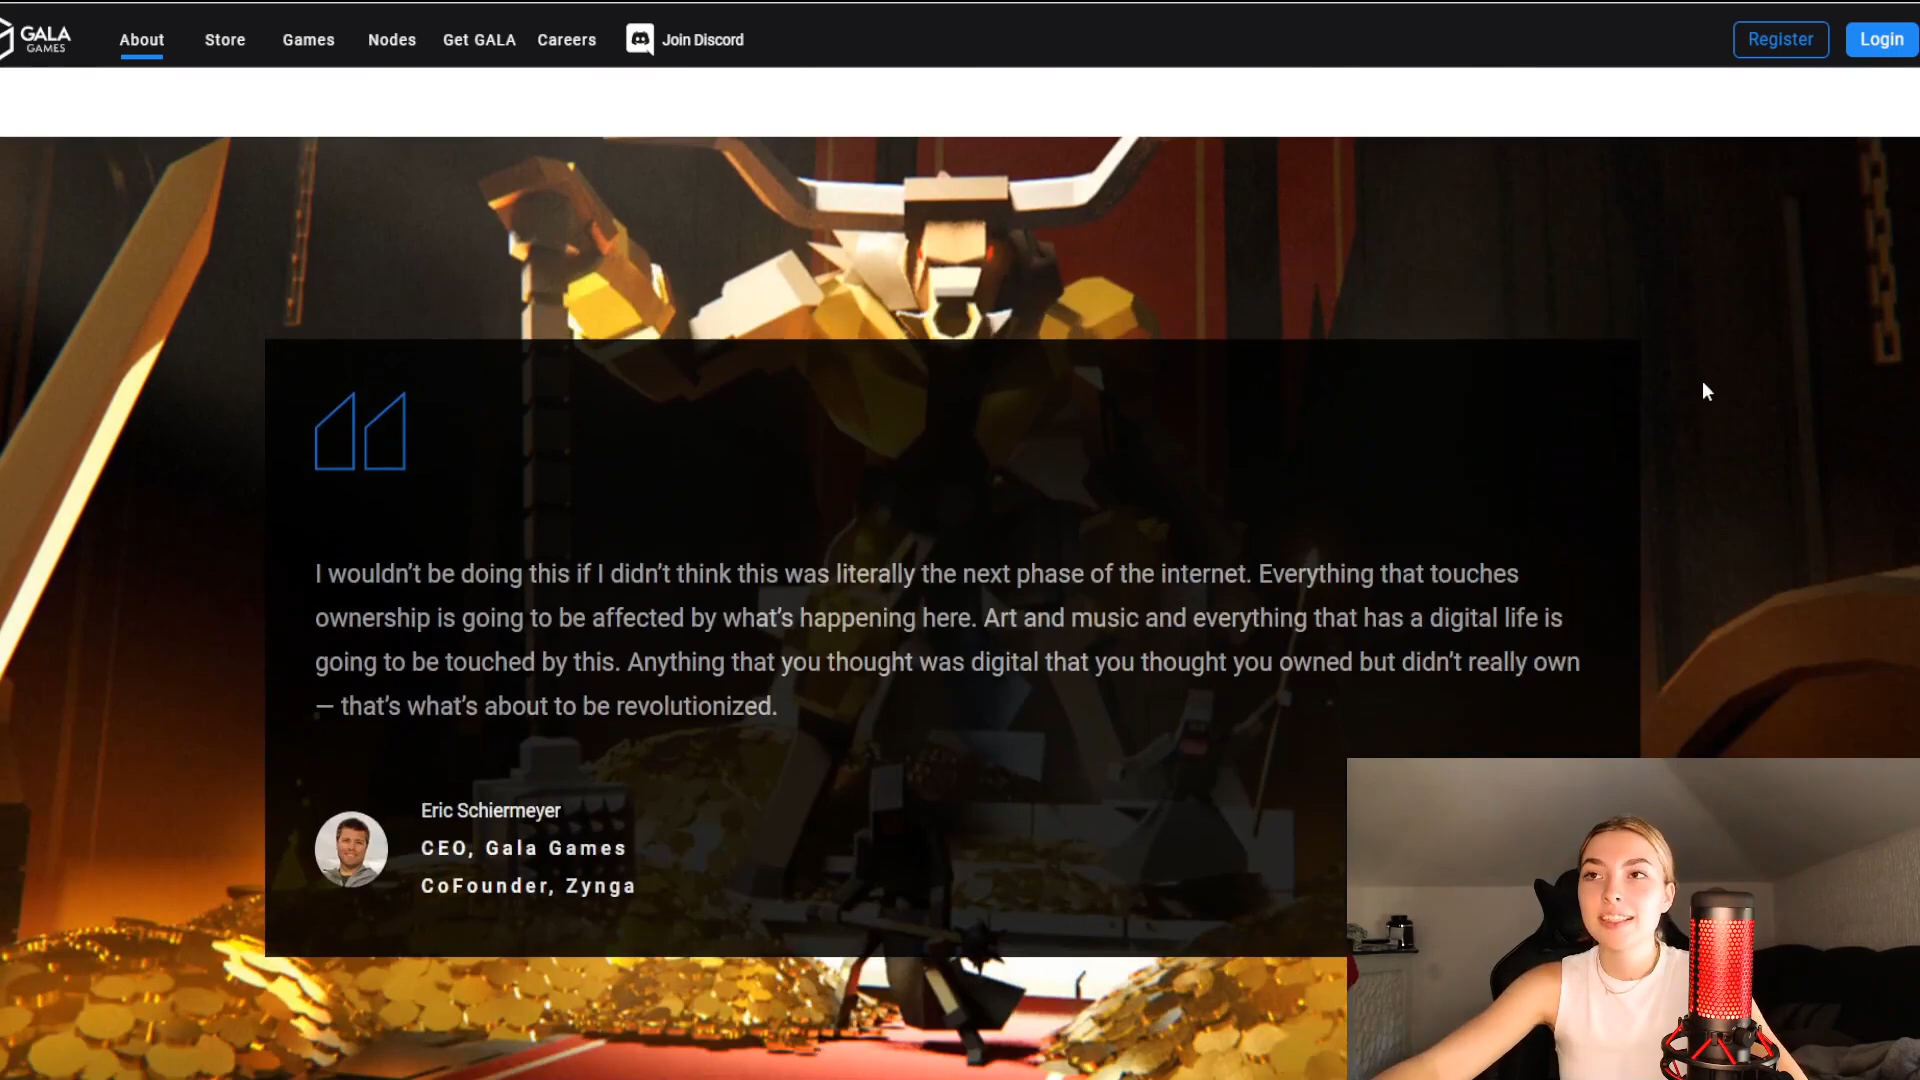 GALA
GAMES
About
Store
Games
Nodes
Get GALA
Careers
Join Discord
Register
Login
I wouldn’t be doing this if I didn’t think this was literally the next phase of the internet. Everything that touches
ownership is going to be affected by what’s happening here. Art and music and everything that has a digital life is
going to be touched by this. Anything that you thought was digital that you thought you owned but didn’t really own
— that’s what’s about to be revolutionized.
Eric Schiermeyer
CEO, Gala Games
CoFounder, Zynga